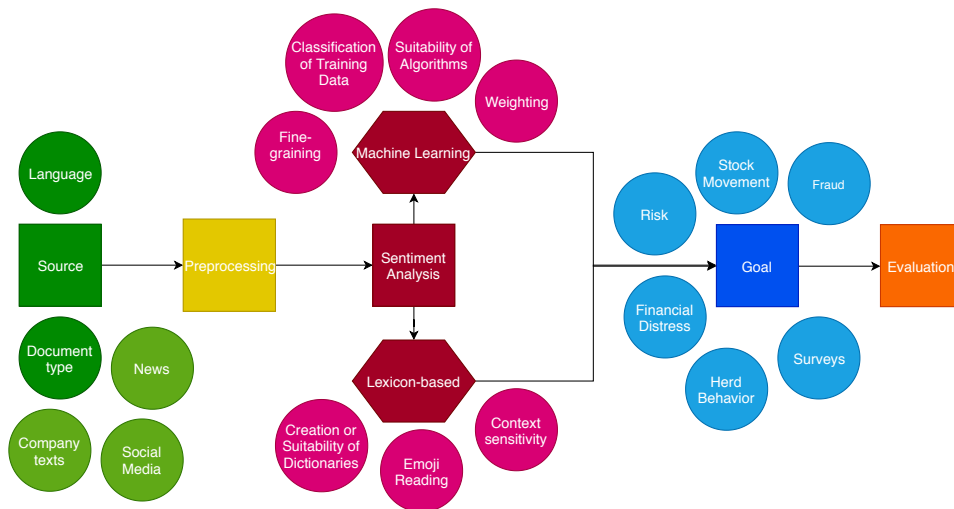 Language
Source
Document
type
News
Company
texts
Social
Media
Preprocessing
Classification
of Training
Data
Suitability of
Algorithms
Weighting
Fine-
graining
Machine Learning
Sentiment
Analysis
Lexicon-based
Creation or
Suitability of
Dictionaries
Emoji
Reading
Context
sensitivity
Risk
Stock
Movement
Fraud
Goal
Financial
Distress
Herd
Behavior
Surveys
Evaluation